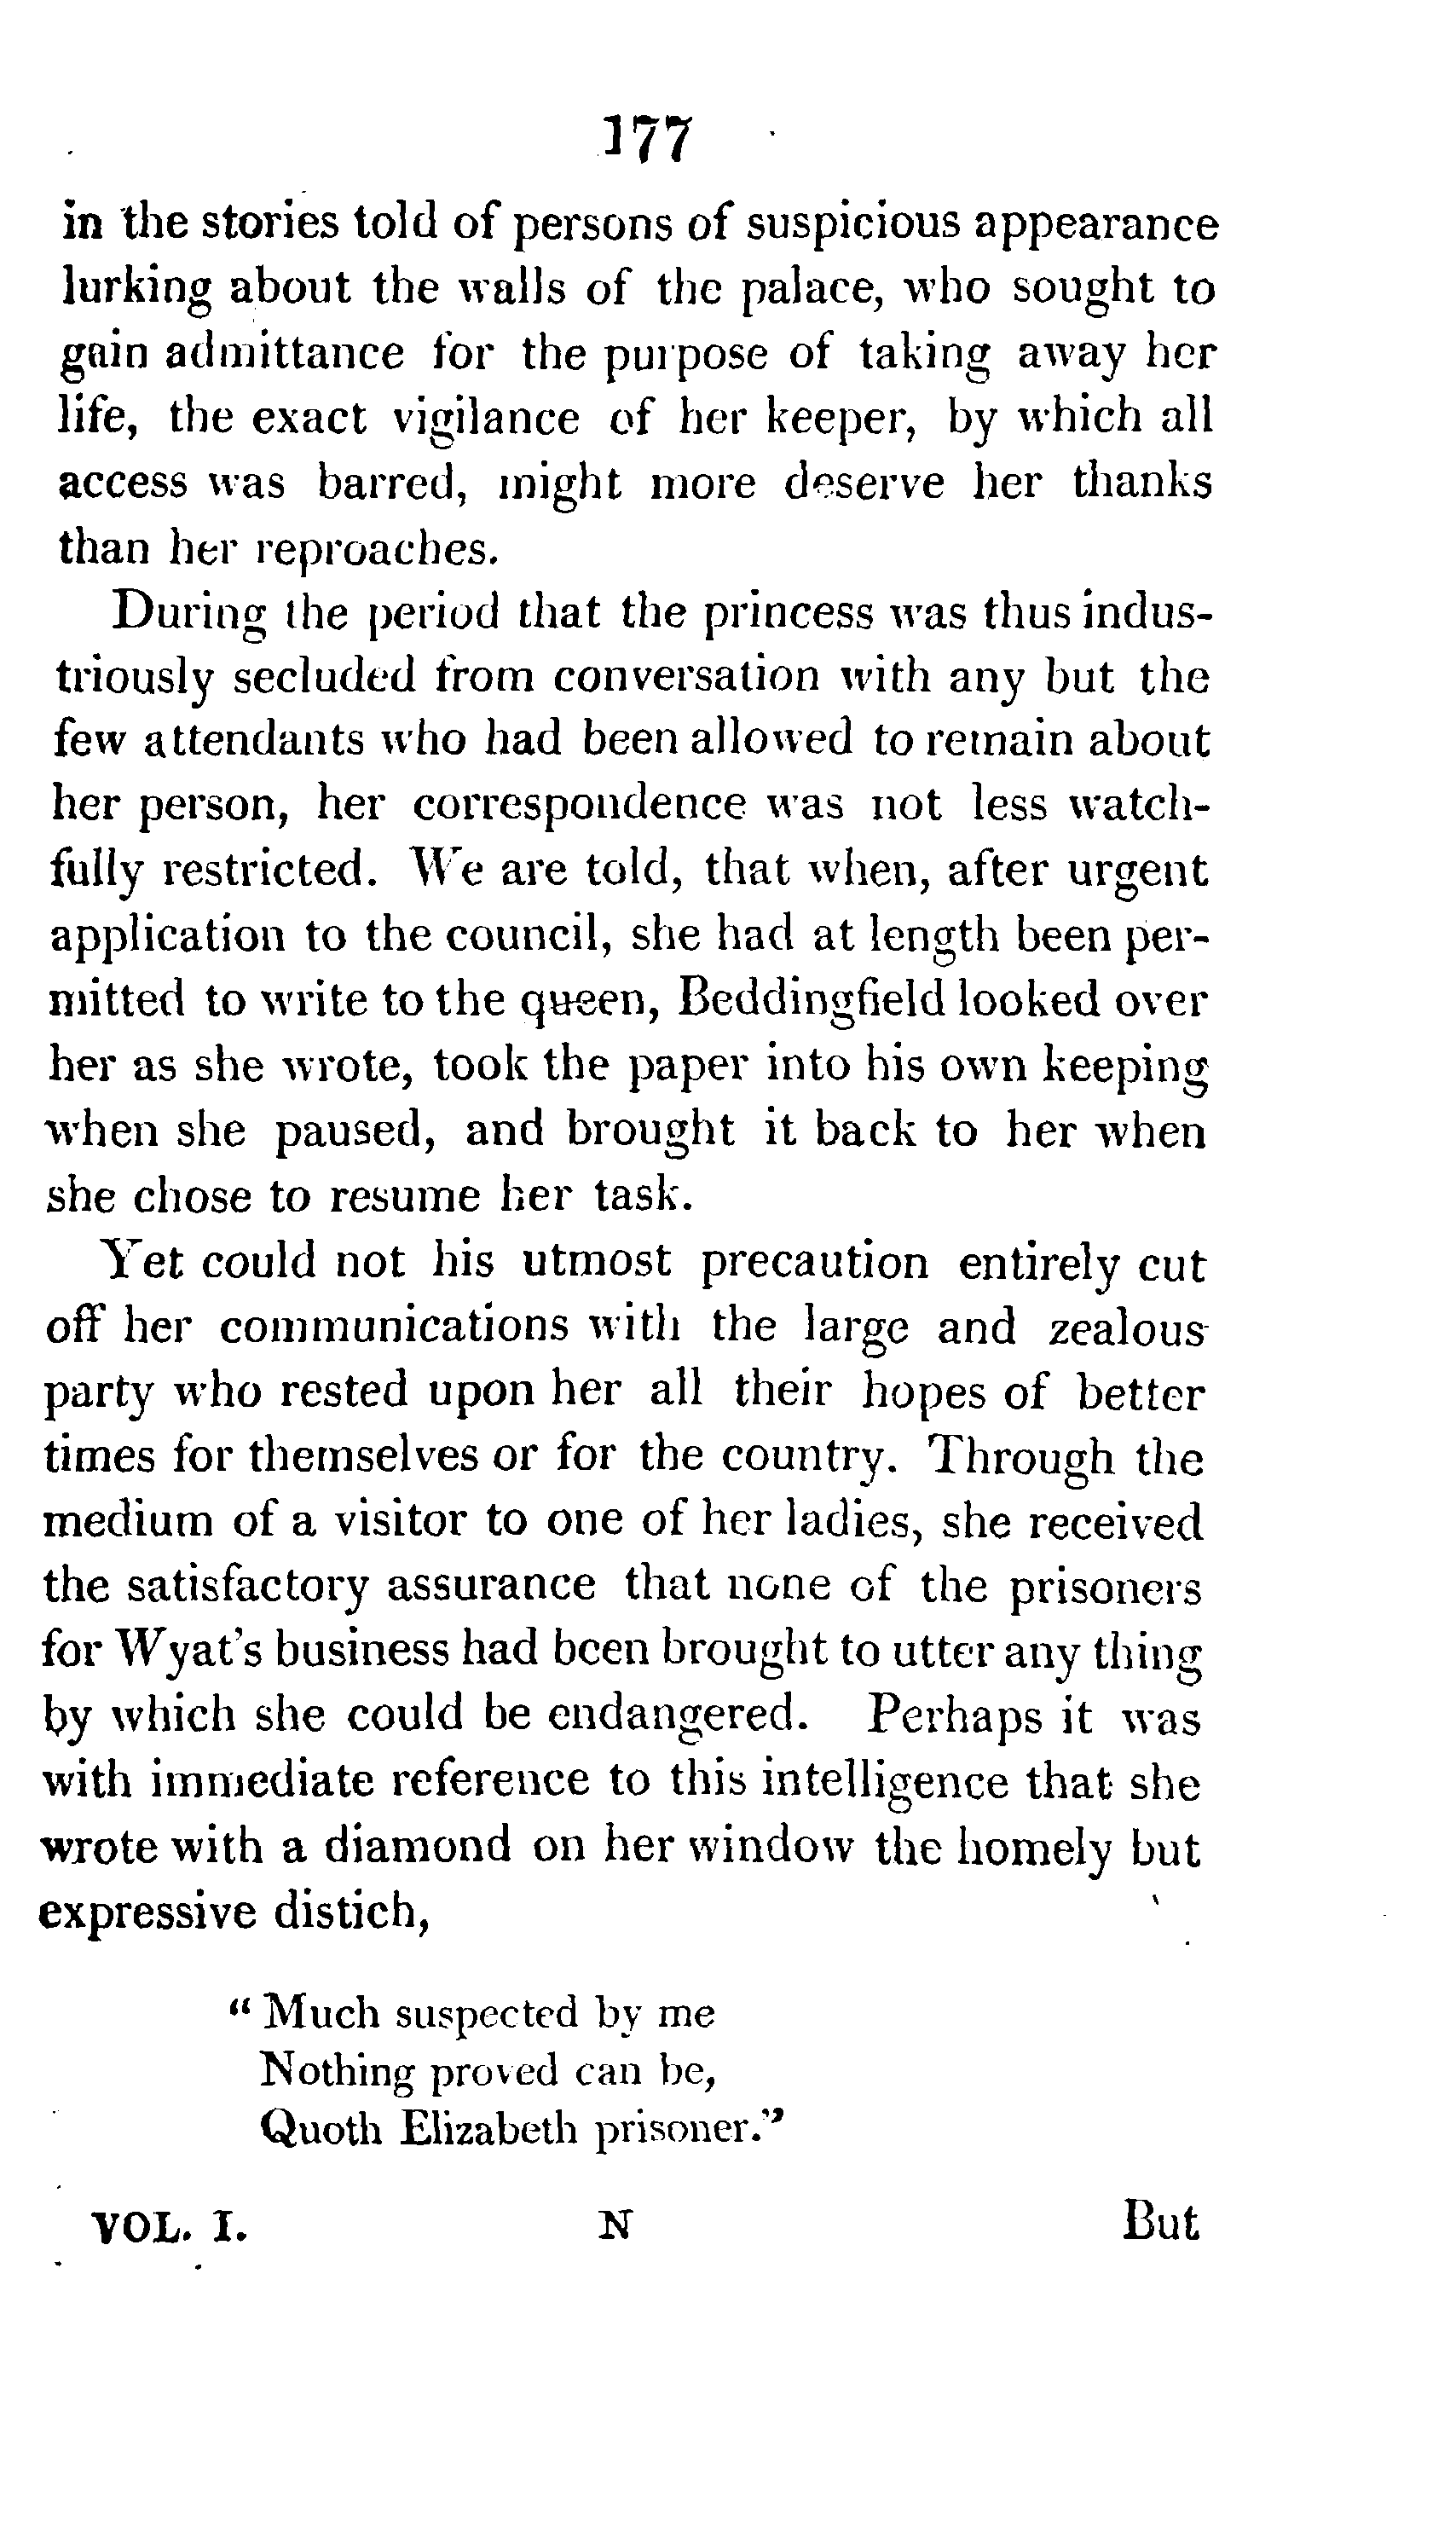 177
in the stories told of persons of suspicious appearance
lurking about the walls of the palace, who sought to
gain admittance for the purpose of taking away her
life, the exact vigilance of her keeper, by which all
access was barred, might more deserve her thanks
than her reproaches.
During the period that the princess was thus indus-
triously secluded from conversation with any but the
few attendants who had been allowed to remain about
her person, her correspondence was not less watch-
fully restricted. We are told, that when, after urgent
application to the council, she had at length been per-
mitted to write to the queen, Beddingfield looked over
her as she wrote, took the paper into his own keeping
when she paused, and brought it back to her when
she chose to resume her task.
Yet could not his utmost precaution entirely cut
off her communications with the large and zealous
party who rested upon her all their hopes of better
times for themselves or for the country. Through the
medium of a visitor to one of her ladies, she received
the satisfactory assurance that none of the prisoners
for Wyat's business had been brought to utter any thing
by which she could be endangered. Perhaps it was
with immediate reference to this intelligence that she
wrote with a diamond on her window the homely but
expressive distich,
" Much suspected by me
Nothing proved can be,
Quoth Elizabeth prisoner."
VOL. I. N But